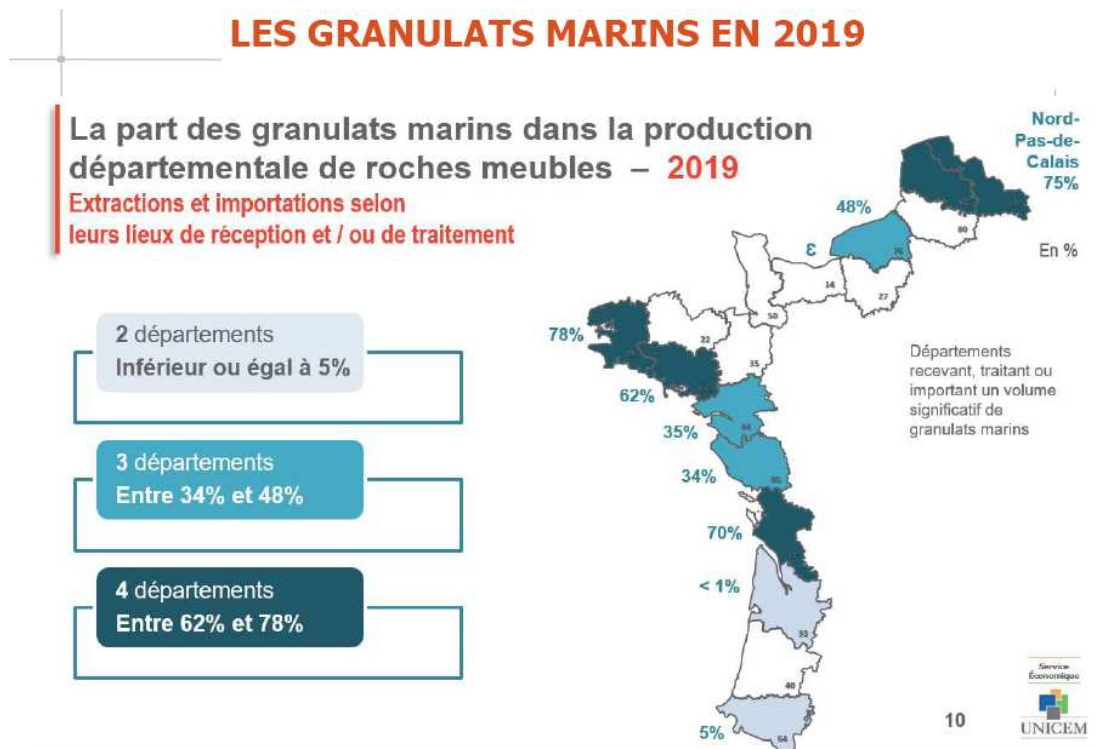 LES GRANULATS MARINS EN 2019
La part des granulats marins dans la production
départementale de roches meubles – 2019
Extractions et importations selon
leurs lieux de réception et / ou de traitement
Nord-
Pas-de-
Calais
75%
48%
80
76
ε
En %
14
27
50
2 départements
Inférieur ou égal à 5%
78%
22
35
Départements
recevant, traitant ou
important un volume
significatif de
granulats marins
62%
35%
44
3 départements
Entre 34% et 48%
34%
85
70%
4 départements
Entre 62% et 78%
< 1%
33
40
5%
64
10
Service
Économique
UNICEM